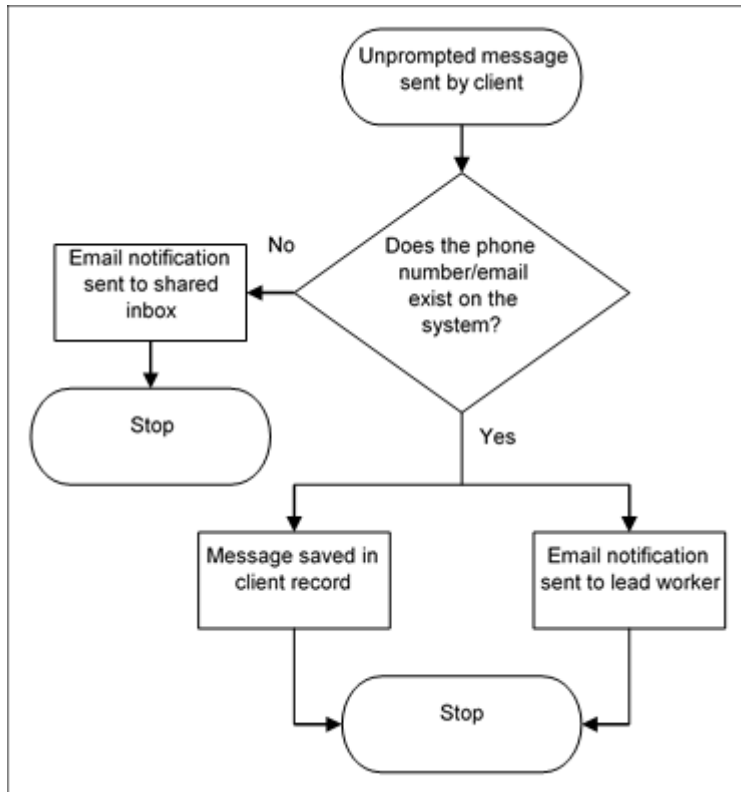 Unprompted message
sent by client
Does the phone
number/email
exist on the
system?
No
Email notification
sent to shared
inbox
Stop
Yes
Message saved in
client record
Email notification
sent to lead worker
Stop